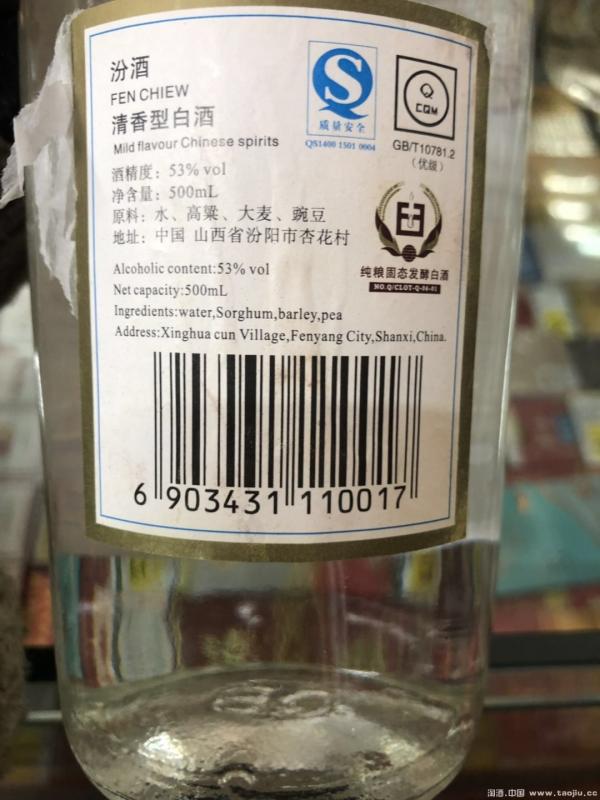 汾酒
FEN CHIEW
清香型白酒
Mild flavour Chinese spirits
质量安全
QS1400 1501 0004
Q
CQM
GB/T10781.2
(优级)
酒精度：53% vol
净含量：500mL
原料：水、高粱、大麦、豌豆
地址：中国 山西省汾阳市杏花村
纯粮固态发酵白酒
NO.Q/CLOT-Q-06-01
Alcoholic content:53% vol
Net capacity:500mL
Ingredients:water,Sorghum,barley,pea
Address:Xinghua cun Village,Fenyang City,Shanxi,China.
6 903431 110017
淘酒.中国 www.taojiu.cc